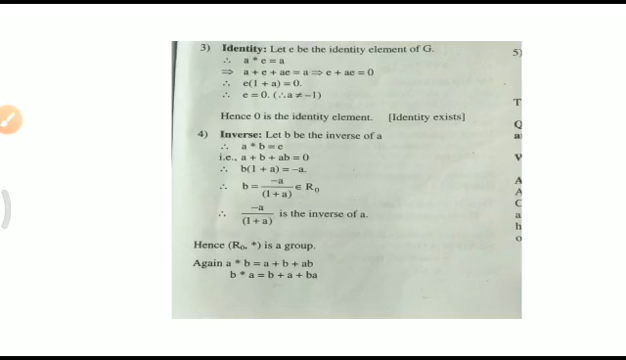 3) Identity: Let e be the identity element of G.
∴ a * e = a
⇒ a + e + ae = a ⇒ e + ae = 0
∴ e(1 + a) = 0.
∴ e = 0. (∴ a ≠ –1)
Hence 0 is the identity element. [Identity exists]
4) Inverse: Let b be the inverse of a
∴ a * b = e
i.e., a + b + ab = 0
∴ b(1 + a) = –a.
∴ b = –a / (1 + a) ∈ R₀
∴ –a / (1 + a) is the inverse of a.
Hence (R₀, *) is a group.
Again a * b = a + b + ab
b * a = b + a + ba
5)
T
Q
a
V
A
A
C
a
h
o